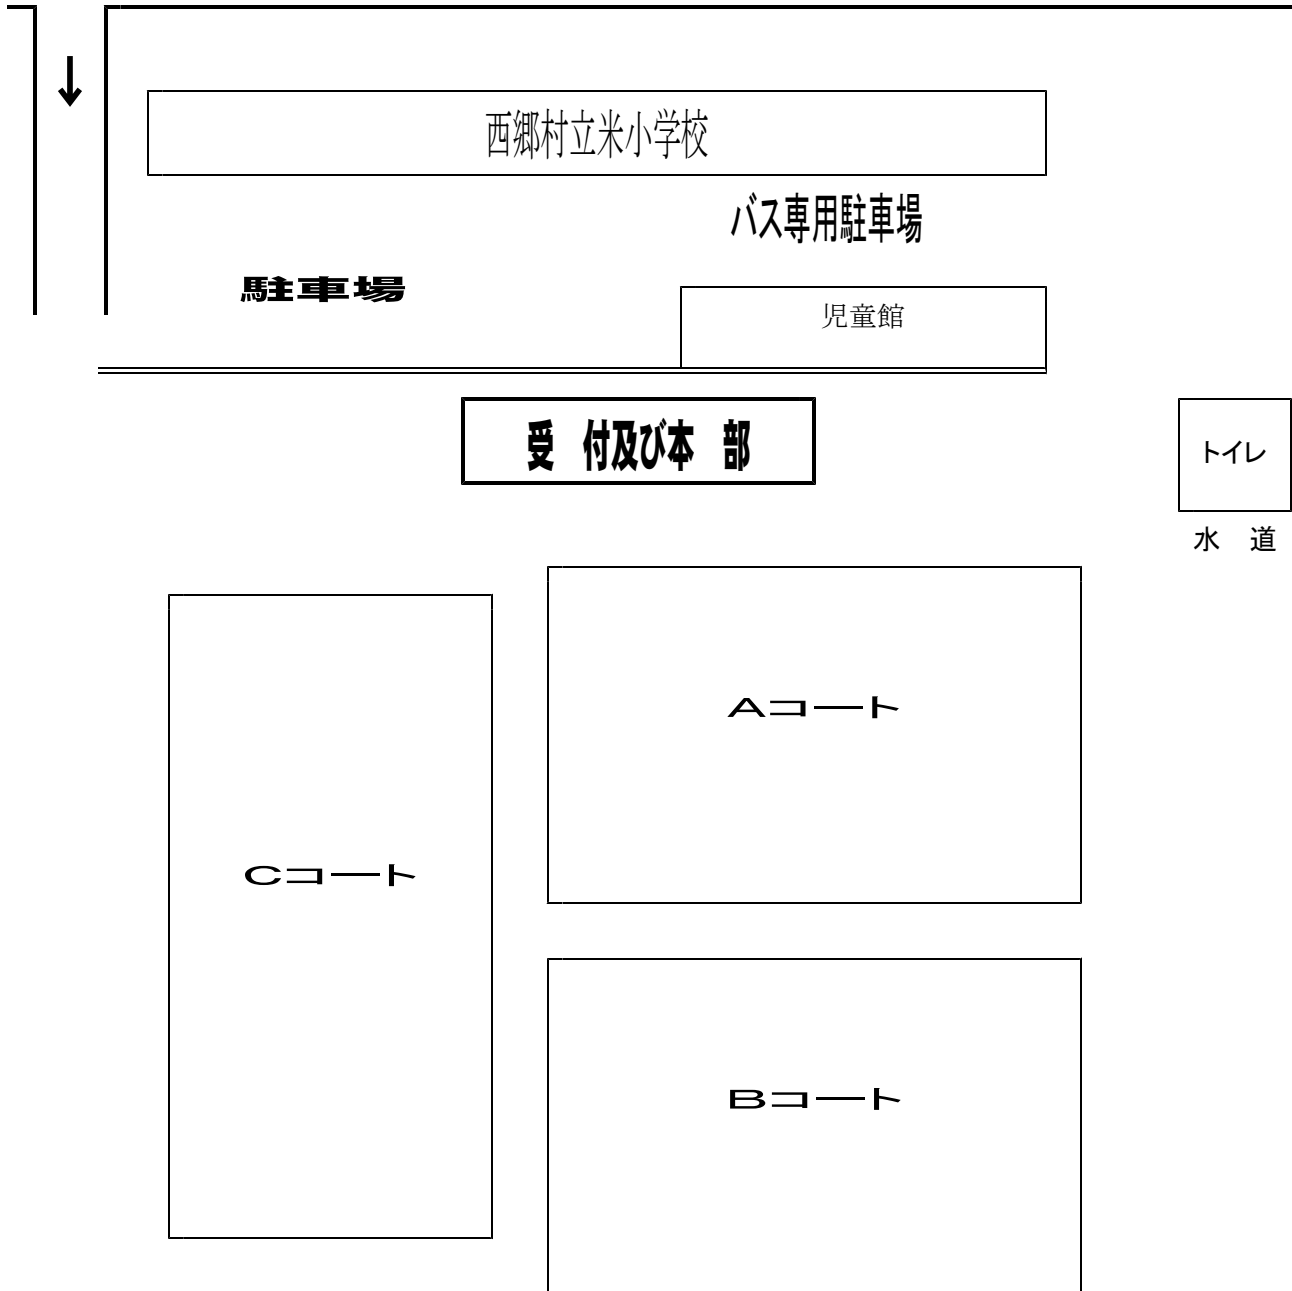 ↓
西郷村立米小学校
バス専用駐車場
駐車場
児童館
受　付及び本　部
トイレ
水　道
Aコート
Cコート
Bコート